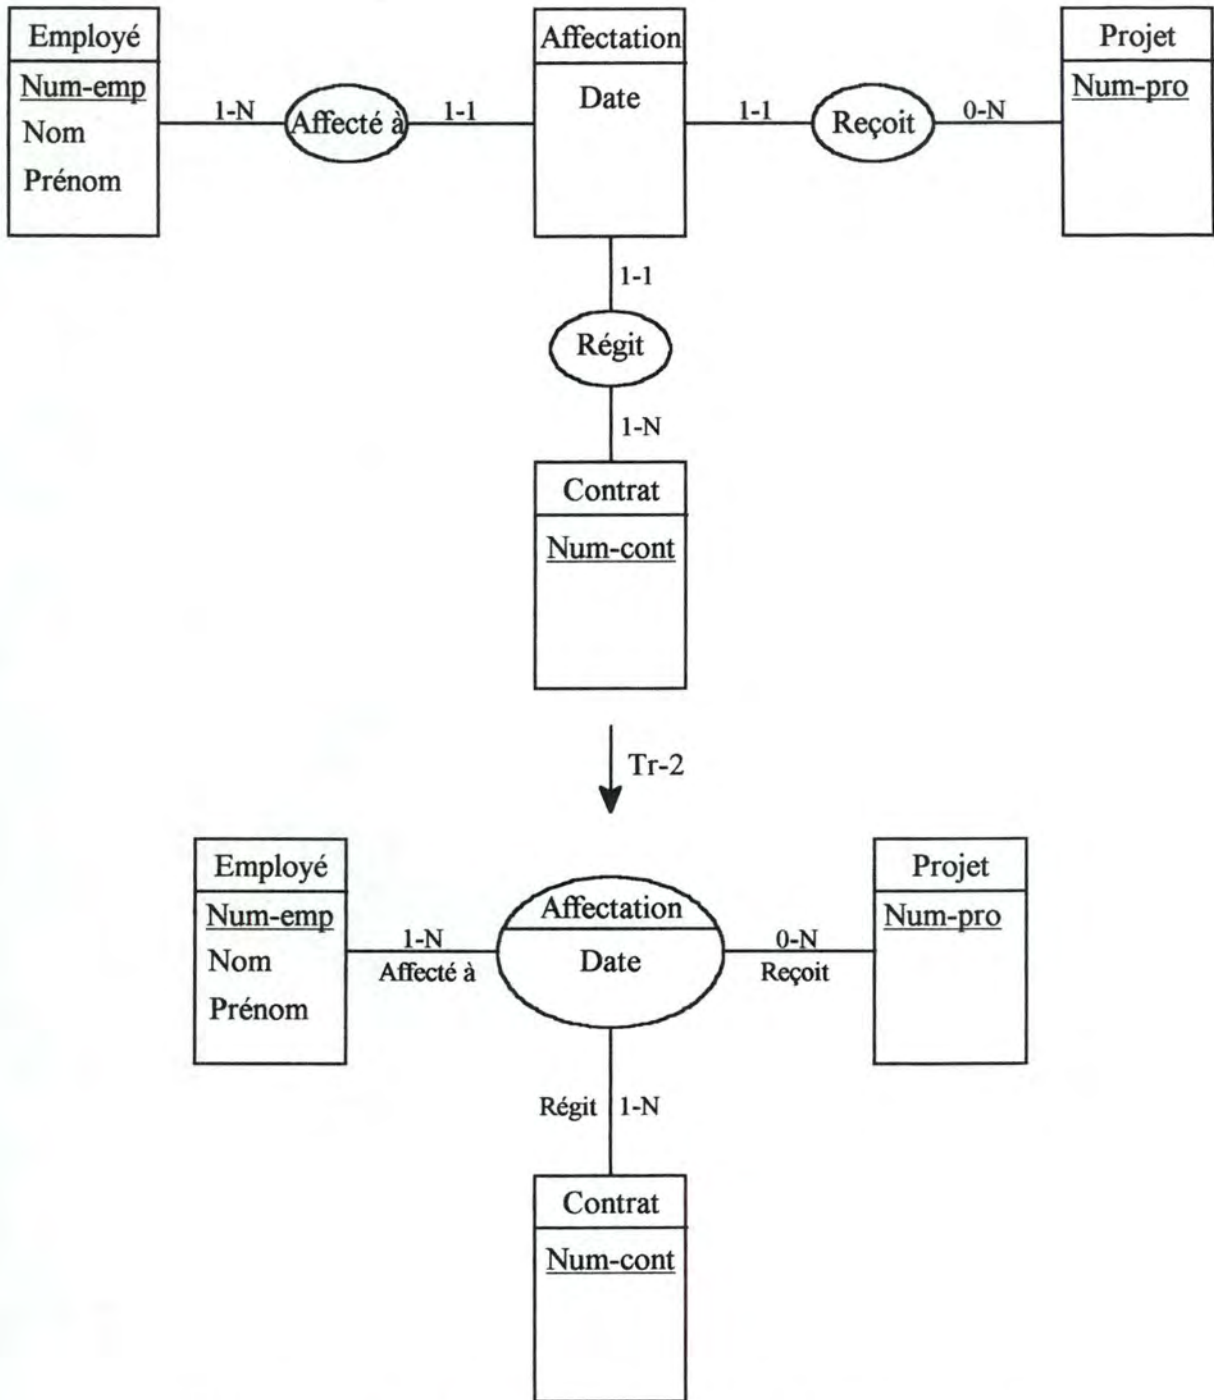 Employé
Num-emp
Nom
Prénom
1-N
Affecté à
1-1
Affectation
Date
1-1
Reçoit
0-N
Projet
Num-pro
1-1
Régit
1-N
Contrat
Num-cont
Tr-2
Employé
Num-emp
Nom
Prénom
1-N
Affecté à
Affectation
Date
0-N
Reçoit
Projet
Num-pro
Régit 1-N
Contrat
Num-cont